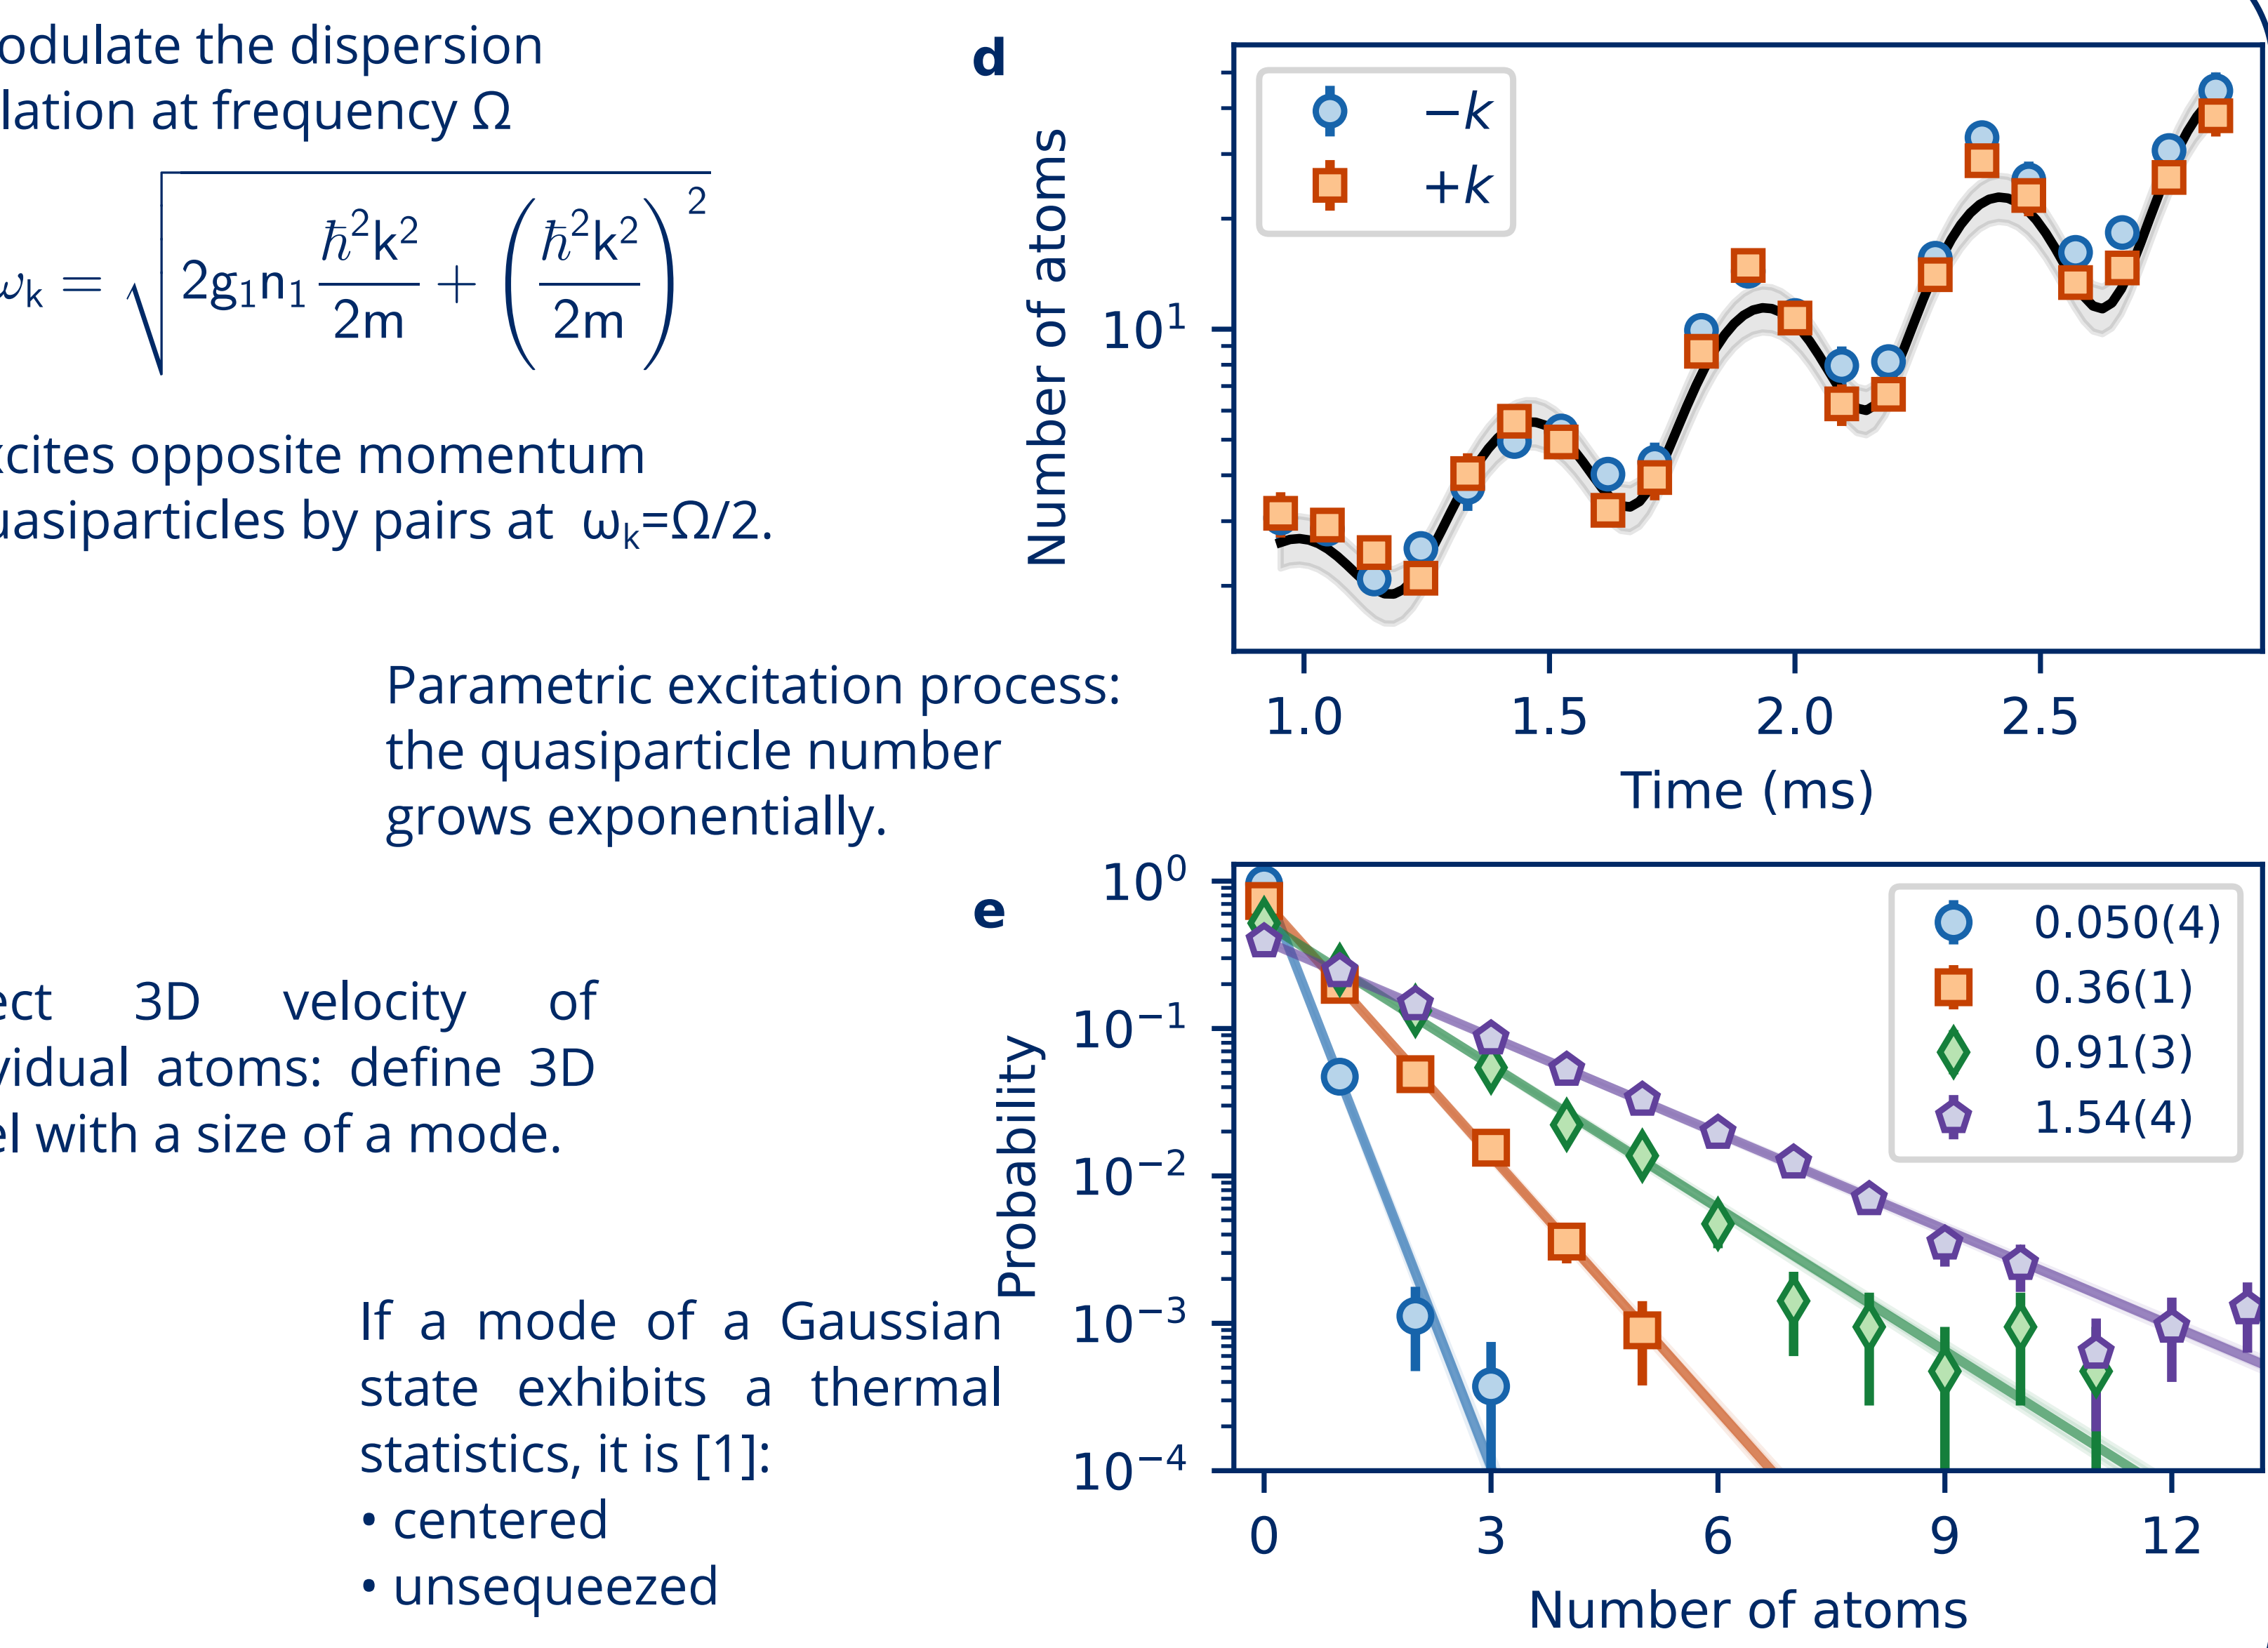 odulate the dispersion
lation at frequency Ω
ω_k = √(2g₁n₁ ħ²k²/2m + (ħ²k²/2m)²)
xcites opposite momentum
uasiparticles by pairs at ω_k=Ω/2.
Parametric excitation process:
the quasiparticle number
grows exponentially.
ect 3D velocity of
vidual atoms: define 3D
el with a size of a mode.
If a mode of a Gaussian
state exhibits a thermal
statistics, it is [1]:
• centered
• unsequeezed
d
−k
+k
Number of atoms
10¹
1.0 1.5 2.0 2.5
Time (ms)
e
0.050(4)
0.36(1)
0.91(3)
1.54(4)
Probability
10⁰
10⁻¹
10⁻²
10⁻³
10⁻⁴
0 3 6 9 12
Number of atoms